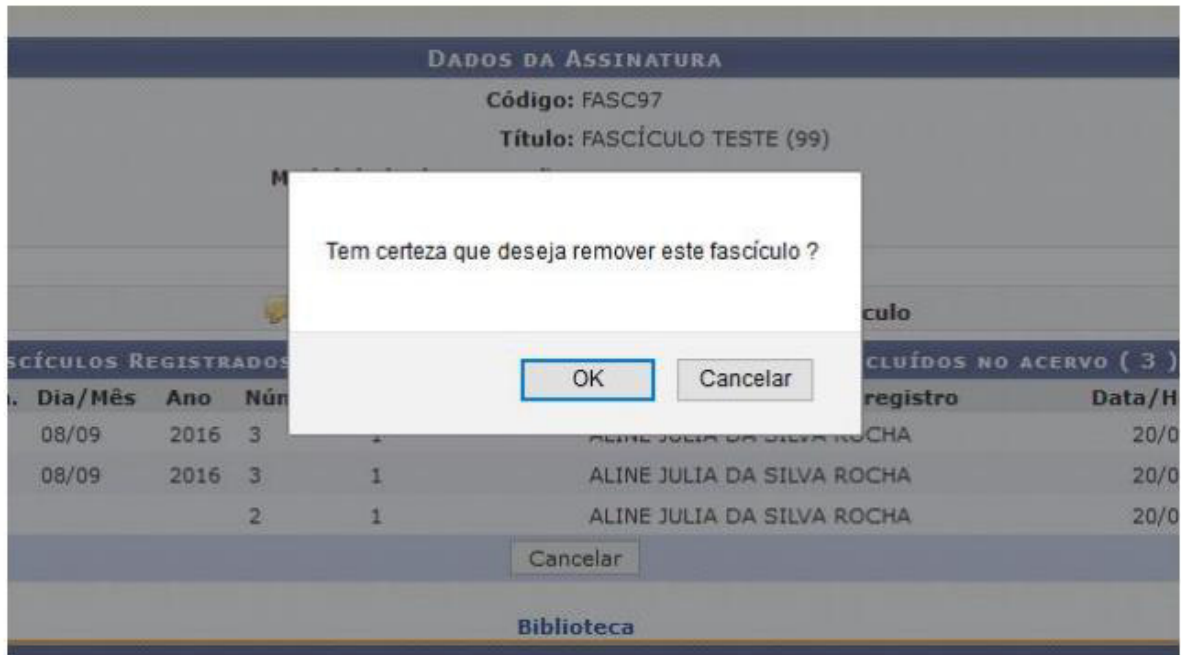 DADOS DA ASSINATURA
Código: FASC97
Título: FASCÍCULO TESTE (99)
M
Tem certeza que deseja remover este fascículo ?
culo
OK Cancelar
SCÍCULOS REGISTRADOS CLUÍDOS NO ACERVO ( 3 )
. Dia/Mês Ano Núm registro Data/H
08/09 2016 3 1 ALINE JULIA DA SILVA ROCHA 20/0
08/09 2016 3 1 ALINE JULIA DA SILVA ROCHA 20/0
2 1 ALINE JULIA DA SILVA ROCHA 20/0
Cancelar
Biblioteca